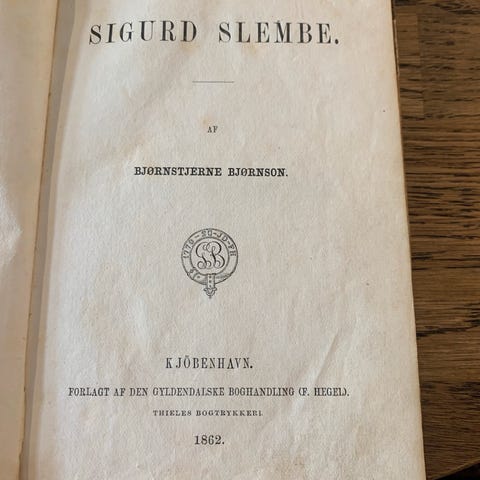 SIGURD SLEMBE.
AF
BJØRNSTJERNE BJØRNSON.
KJÖBENHAVN.
FORLAGT AF DEN GYLDENDALSKE BOGHANDLING (F. HEGEL).
THIELES BOGTRYKKERI.
1862.